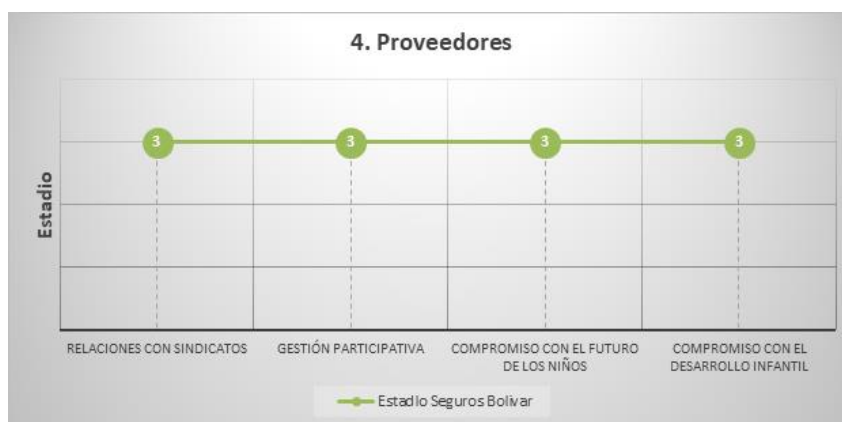 4. Proveedores
Estadio
3
3
3
3
RELACIONES CON SINDICATOS
GESTIÓN PARTICIPATIVA
COMPROMISO CON EL FUTURO
DE LOS NIÑOS
COMPROMISO CON EL
DESARROLLO INFANTIL
Estadio Seguros Bolivar